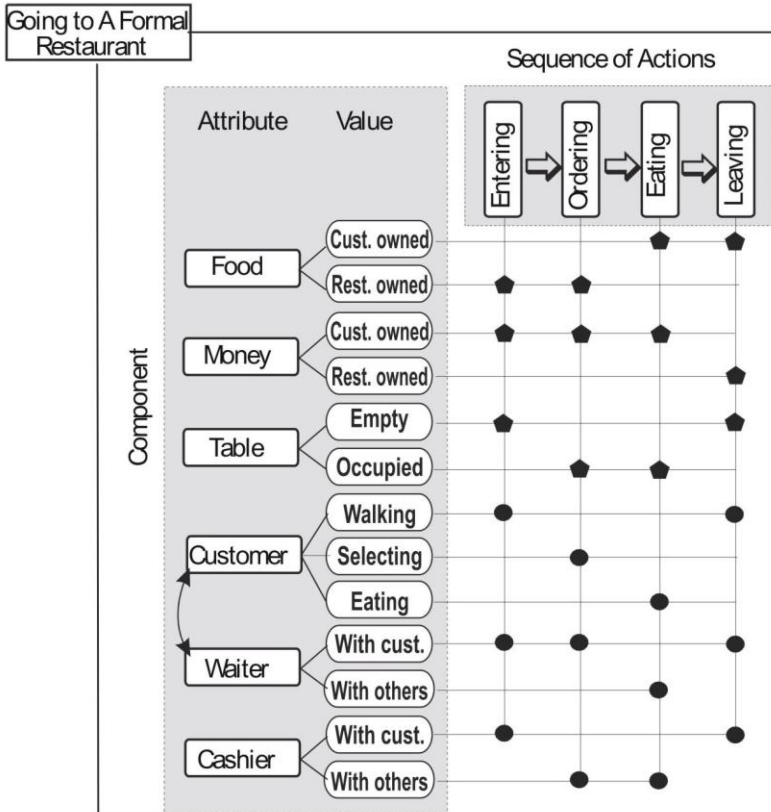 Going to A Formal
Restaurant
Sequence of Actions
Attribute
Value
Entering
Ordering
Eating
Leaving
Component
Food
Cust. owned
Rest. owned
Money
Cust. owned
Rest. owned
Table
Empty
Occupied
Customer
Walking
Selecting
Eating
Waiter
With cust.
With others
Cashier
With cust.
With others